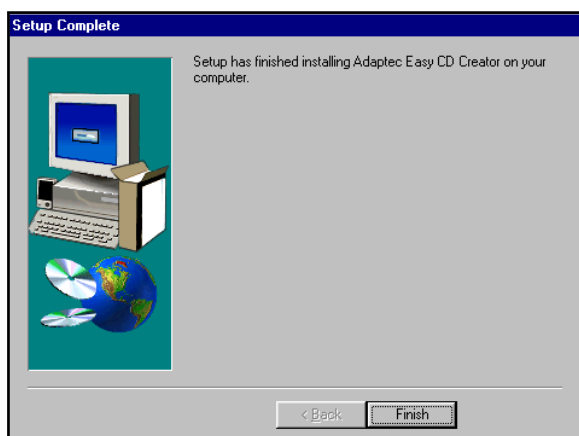 Setup Complete
Setup has finished installing Adaptec Easy CD Creator on your
computer.
< Back
Finish